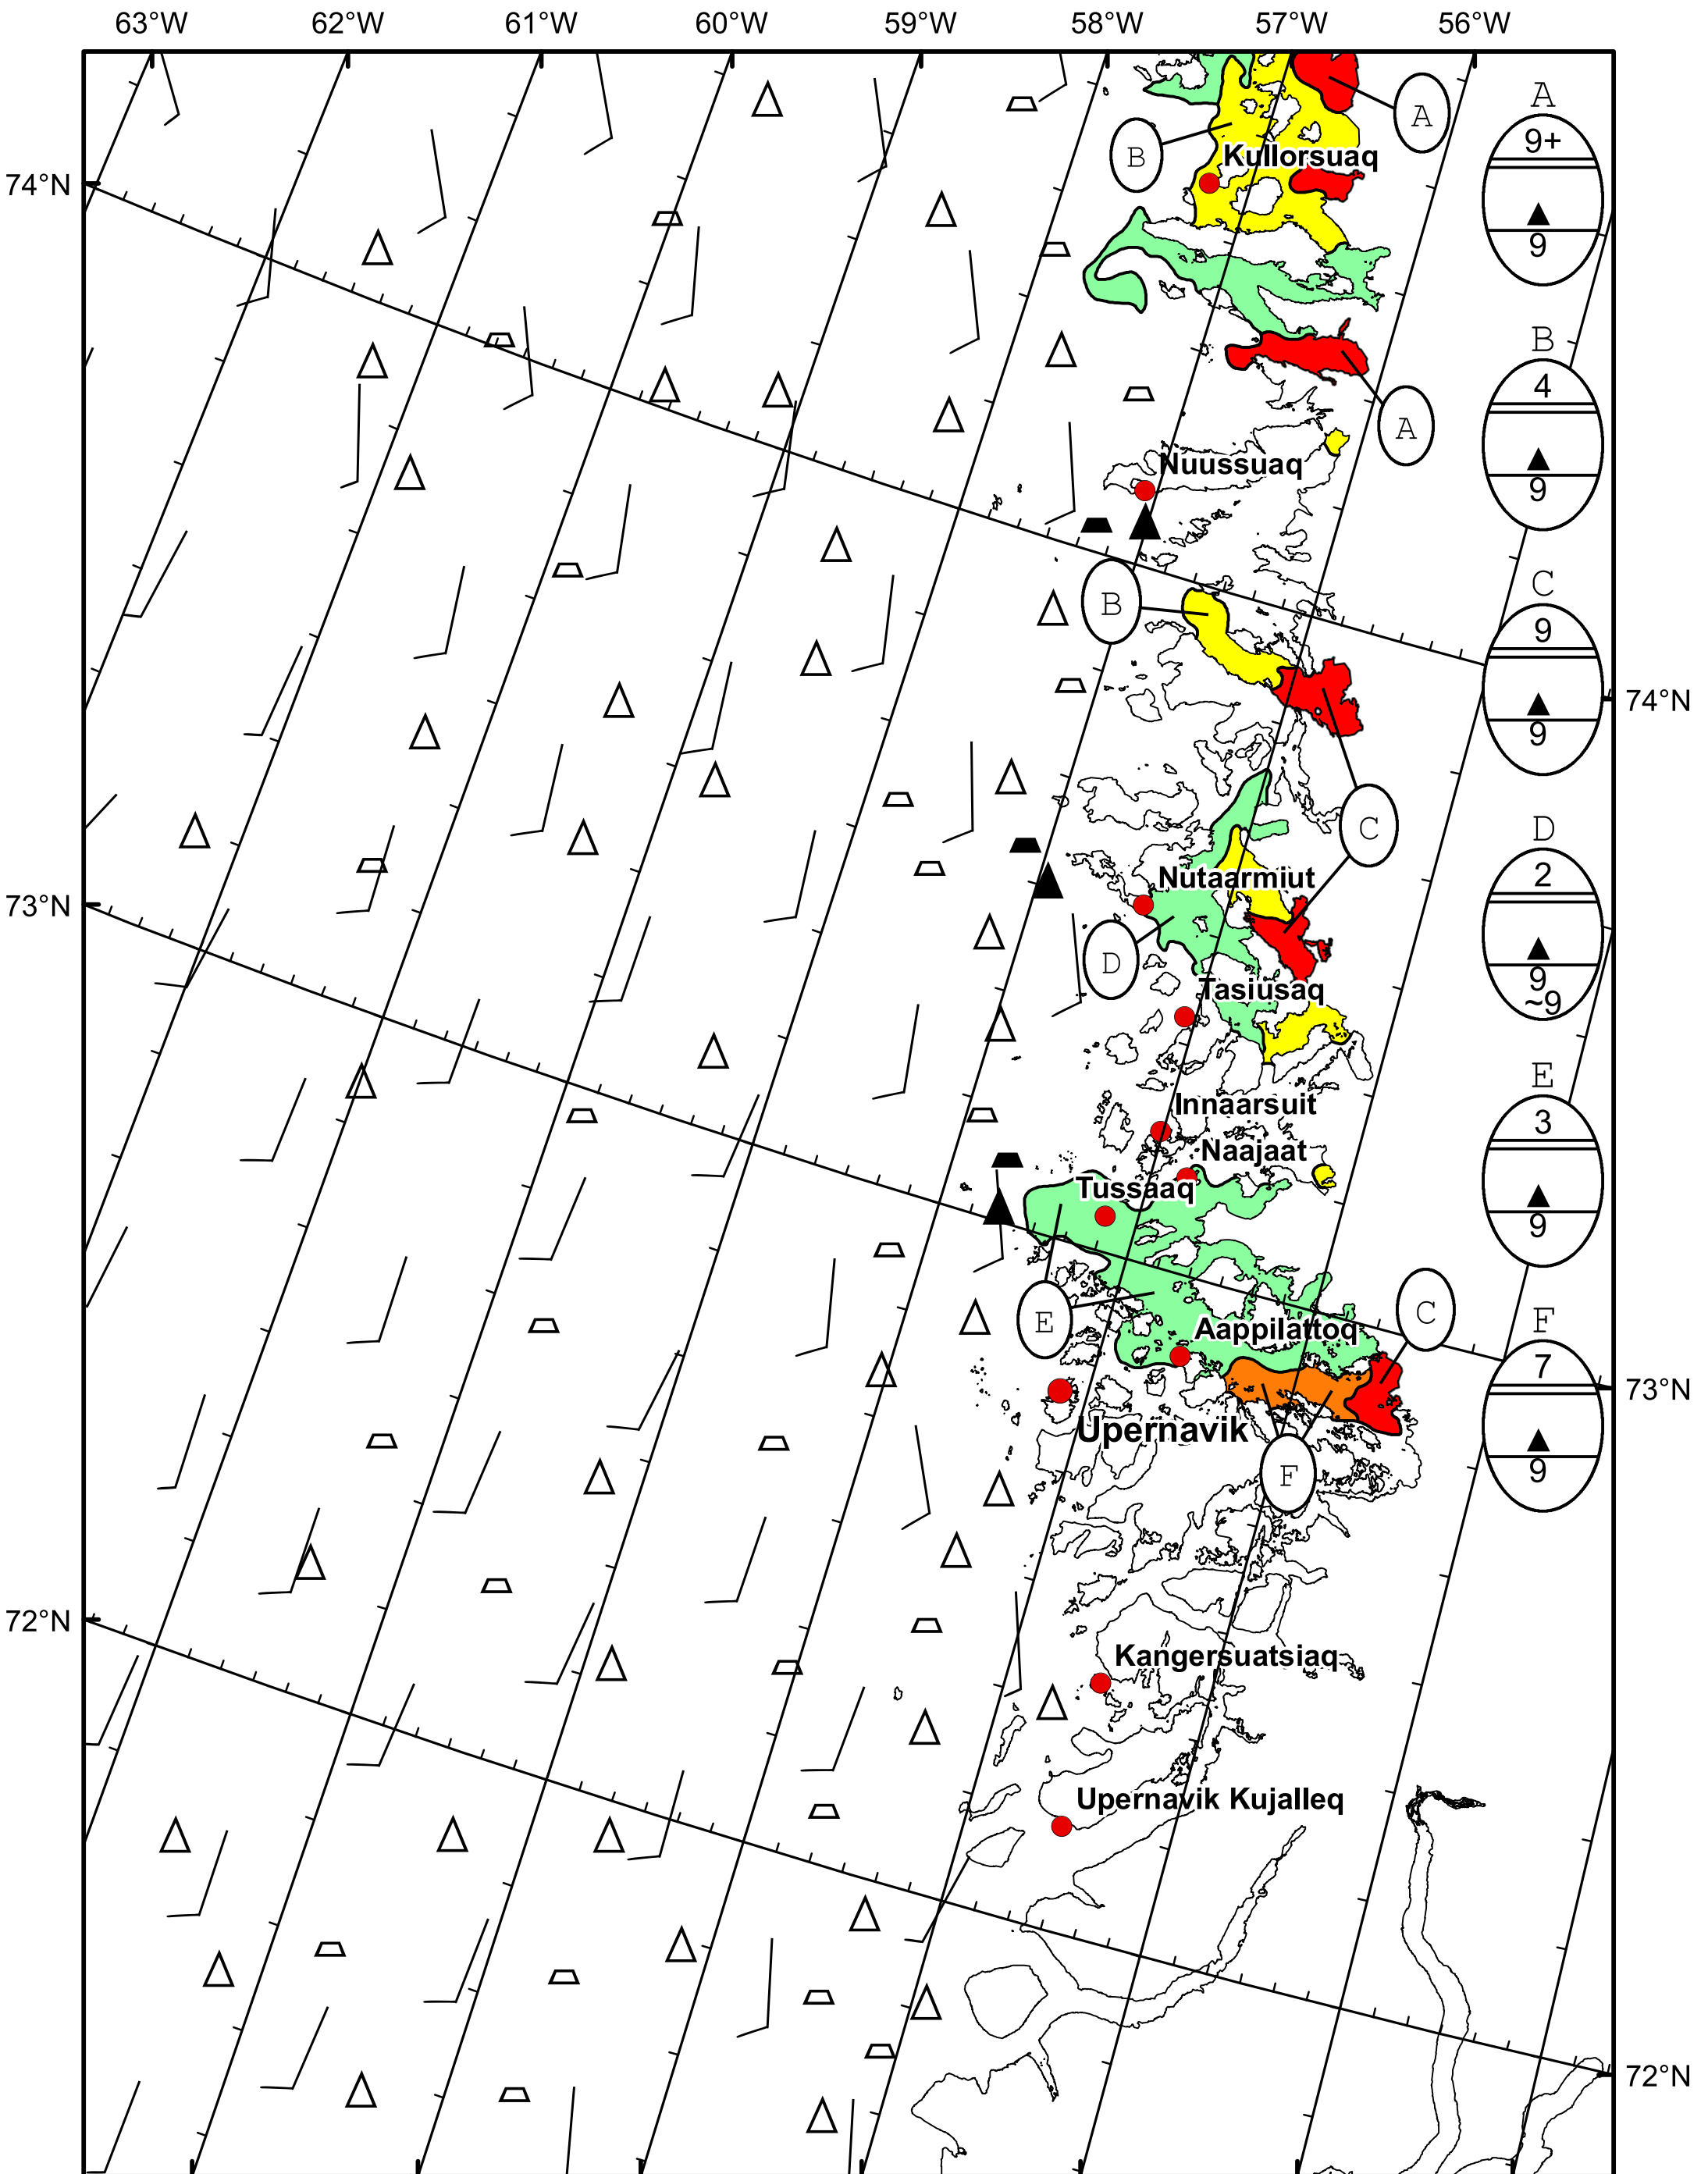 63°W 62°W 61°W 60°W 59°W 58°W 57°W 56°W
A
A
9+
9
B
Kullorsuaq
74°N
B
4
9
A
Nuussuaq
C
9
9
B
74°N
C
D
2
9
~9
Nutaarmiut
73°N
D
Tasiusaq
E
3
9
Innaarsuit
Naajaat
Tussaaq
E
C
F
7
9
Aappilattoq
73°N
Upernavik
F
72°N
Kangersuatsiaq
Upernavik Kujalleq
72°N